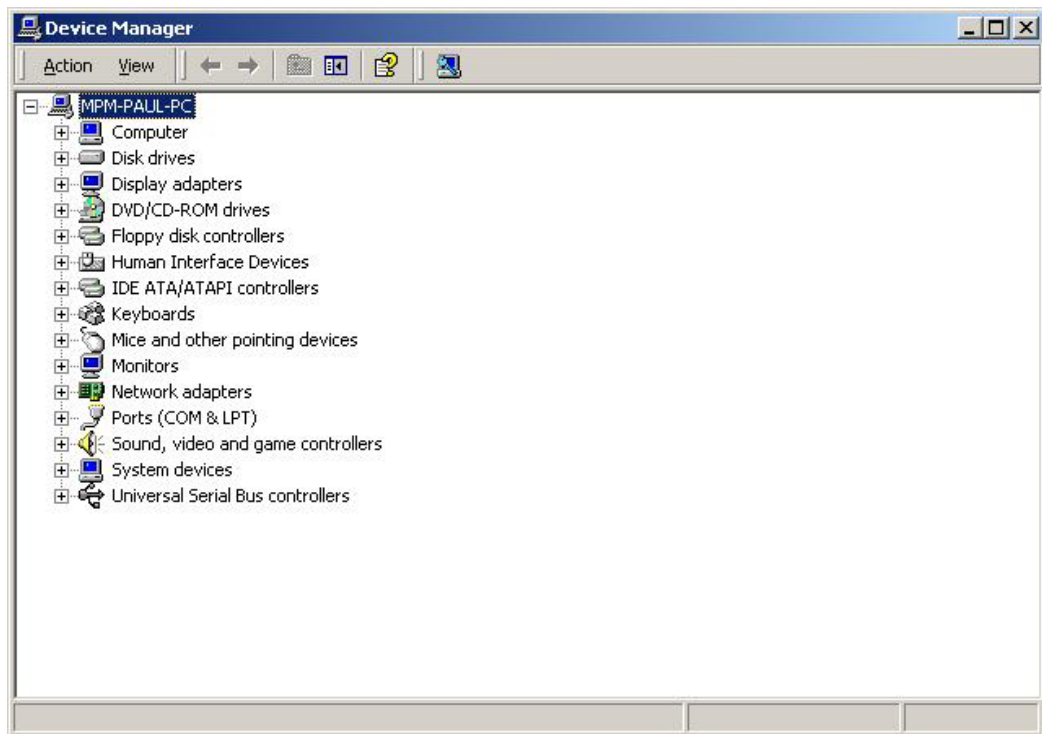 Device Manager
Action View
MPM-PAUL-PC
Computer
Disk drives
Display adapters
DVD/CD-ROM drives
Floppy disk controllers
Human Interface Devices
IDE ATA/ATAPI controllers
Keyboards
Mice and other pointing devices
Monitors
Network adapters
Ports (COM & LPT)
Sound, video and game controllers
System devices
Universal Serial Bus controllers